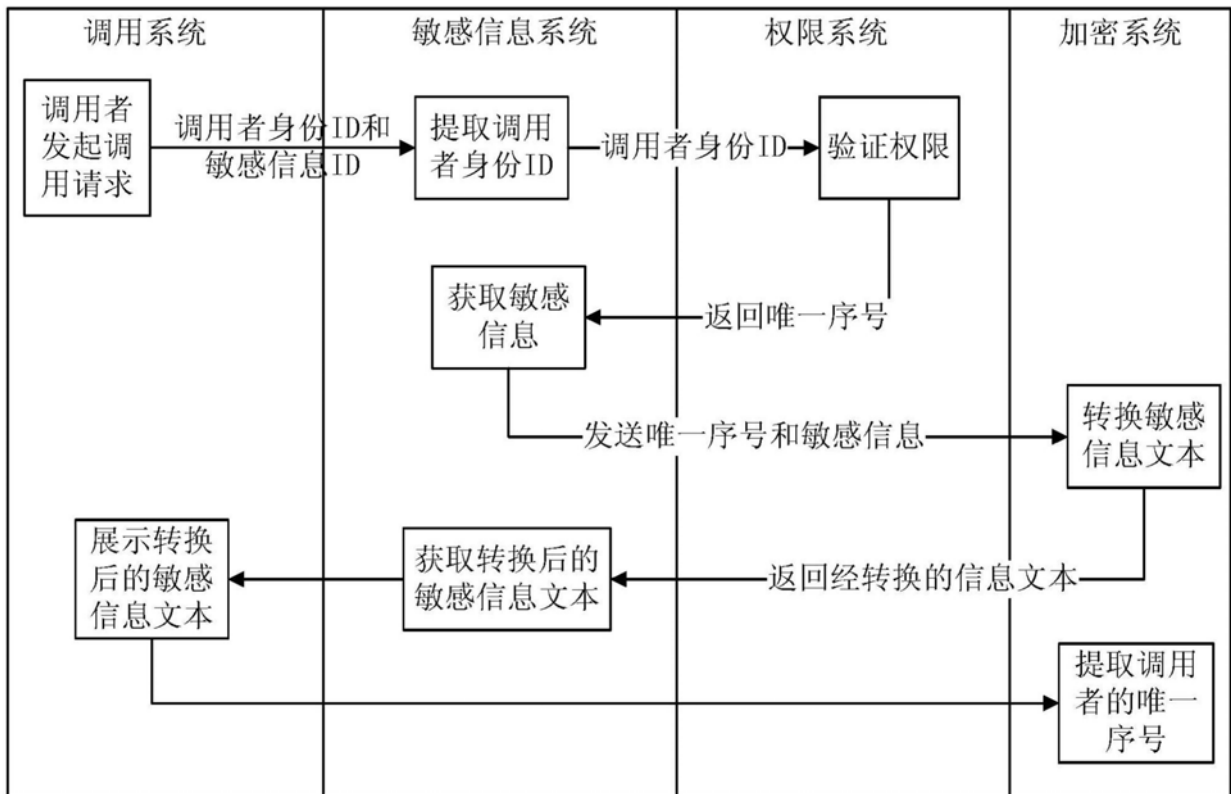 调用系统
敏感信息系统
权限系统
加密系统
调用者
发起调
用请求
调用者身份ID和
敏感信息ID
提取调用
者身份ID
调用者身份ID
验证权限
获取敏感
信息
返回唯一序号
发送唯一序号和敏感信息
转换敏感
信息文本
展示转换
后的敏感
信息文本
获取转换后的
敏感信息文本
返回经转换的信息文本
提取调用
者的唯一
序号